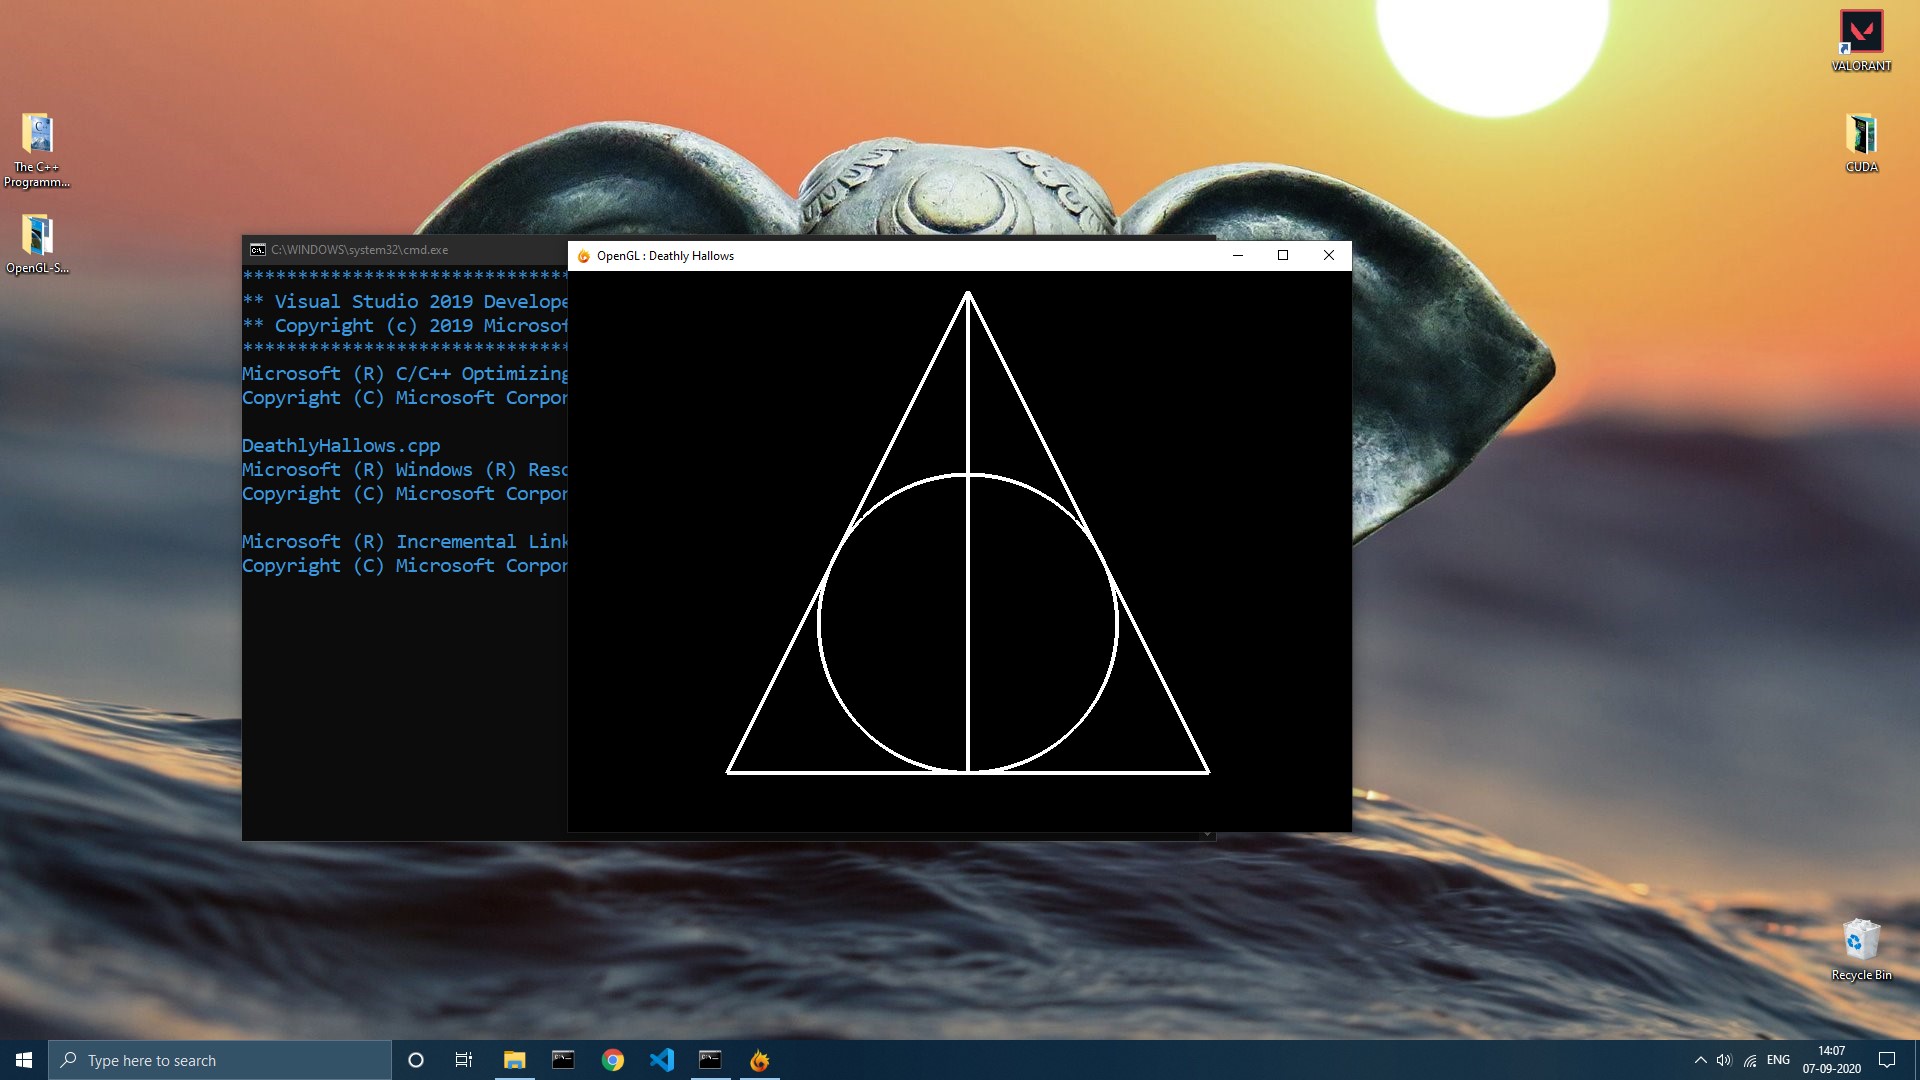 VALORANT
The C++
Programm...
CUDA
OpenGL-S...
C:\WINDOWS\system32\cmd.exe
OpenGL : Deathly Hallows
******************************
** Visual Studio 2019 Develope
** Copyright (c) 2019 Microsof
******************************
Microsoft (R) C/C++ Optimizing
Copyright (C) Microsoft Corpor
DeathlyHallows.cpp
Microsoft (R) Windows (R) Reso
Copyright (C) Microsoft Corpor
Microsoft (R) Incremental Link
Copyright (C) Microsoft Corpor
Recycle Bin
Type here to search
ENG
14:07
07-09-2020